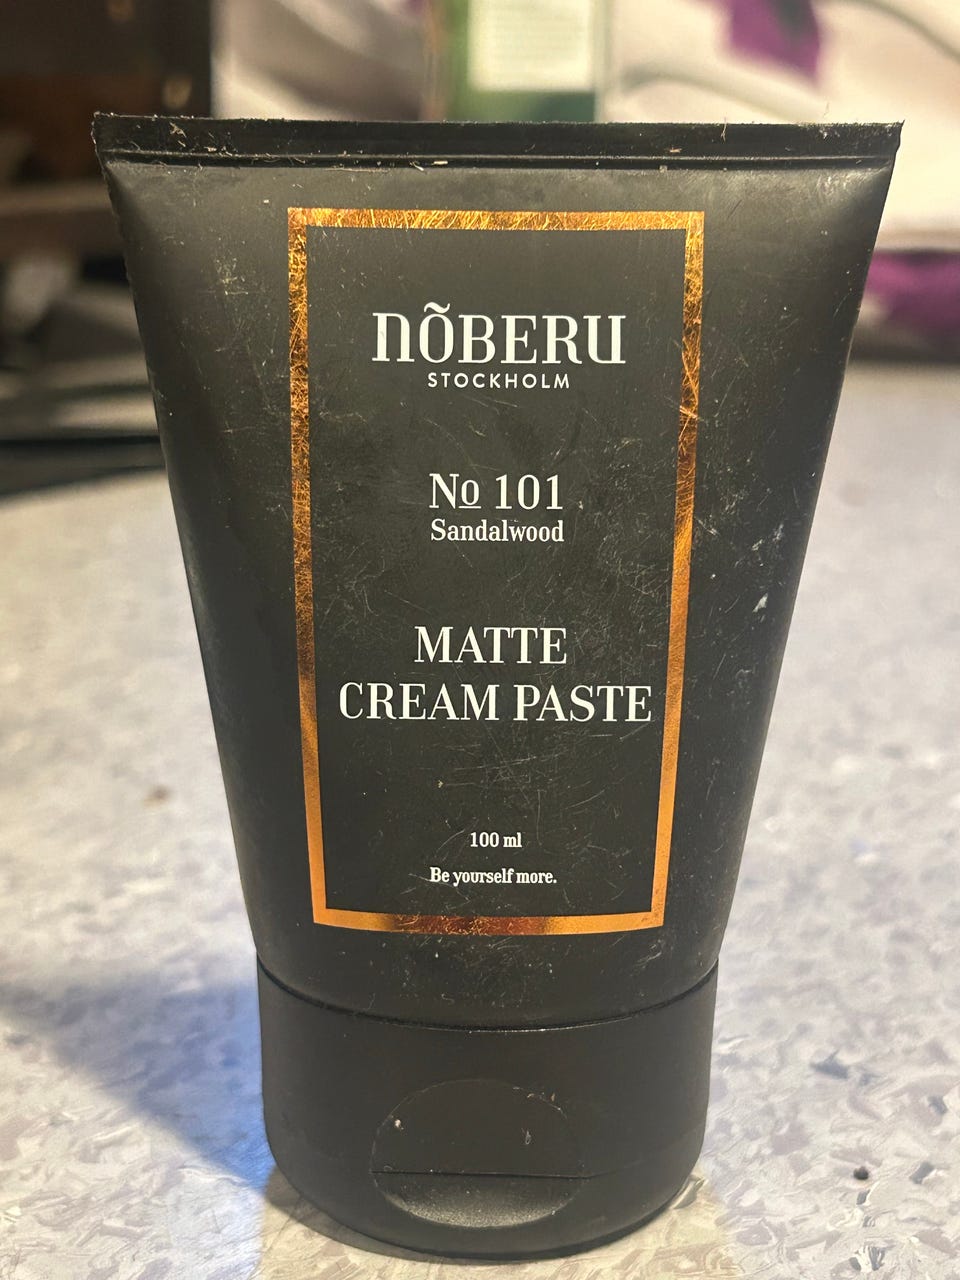 nõBERU
STOCKHOLM
No 101
Sandalwood
MATTE
CREAM PASTE
100 ml
Be yourself more.